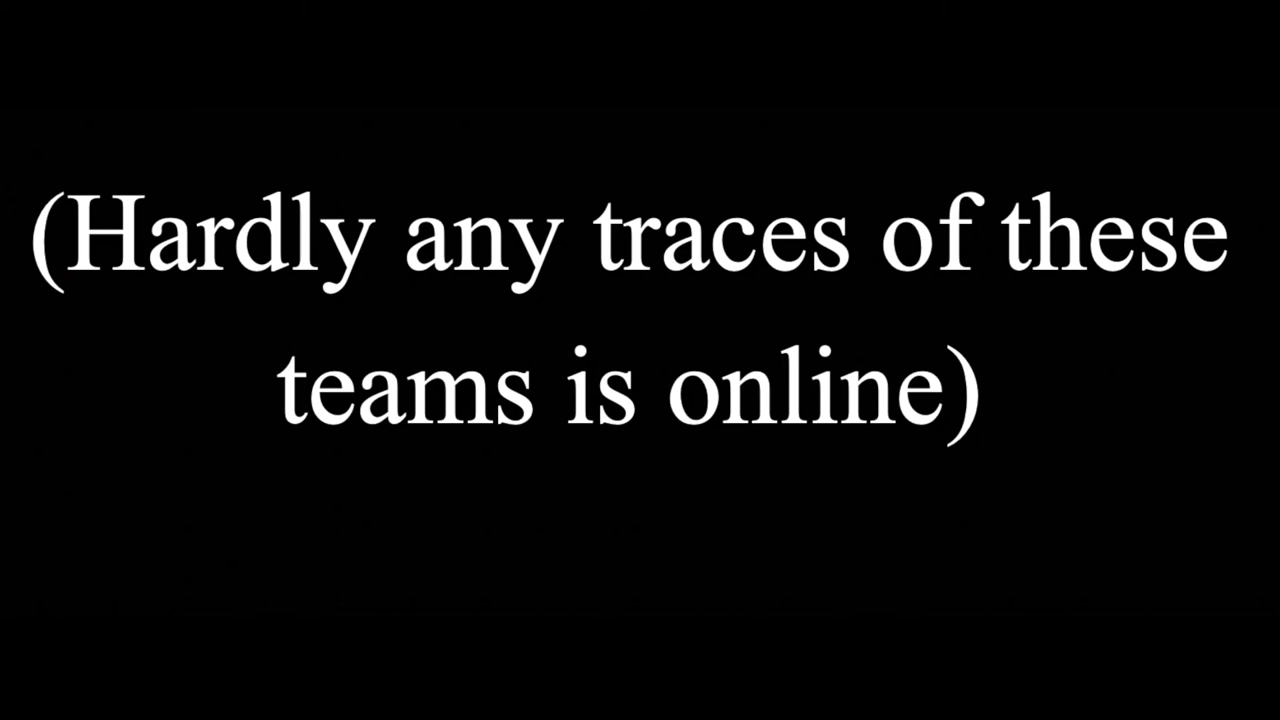 (Hardly any traces of these
teams is online)